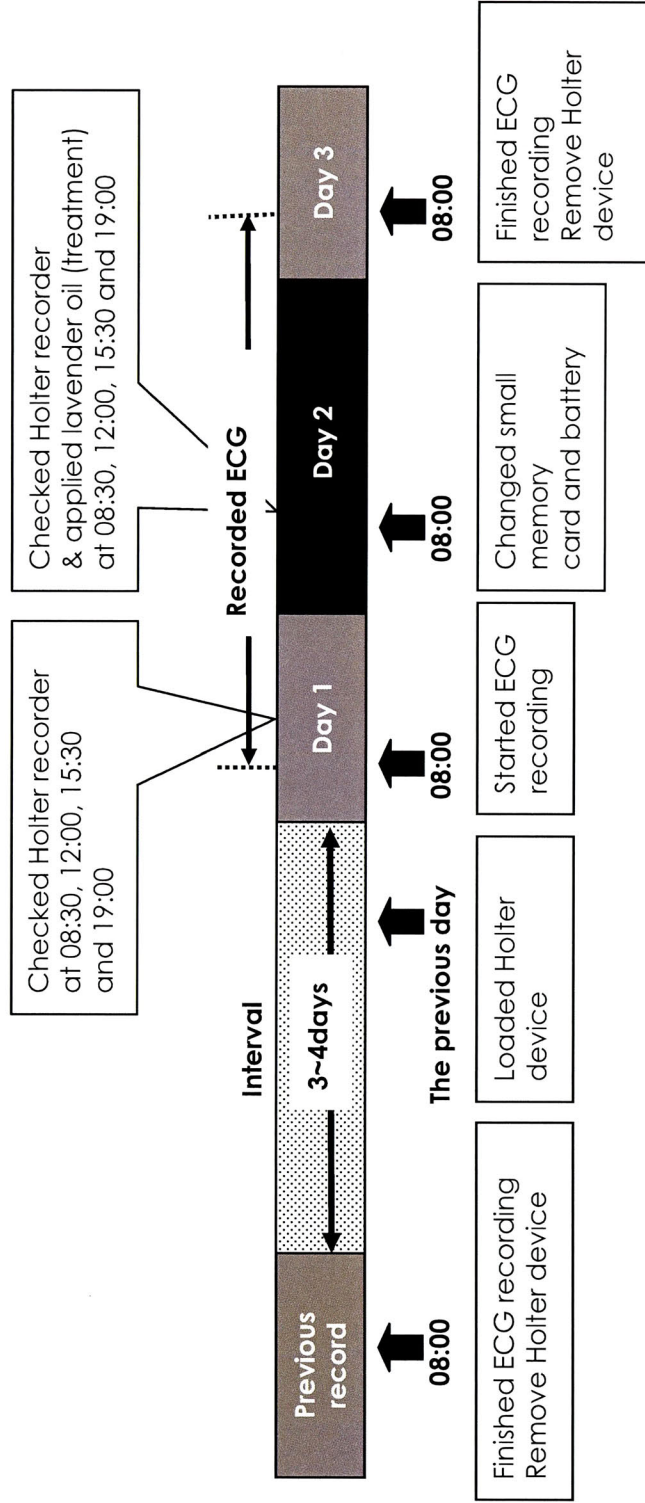 Checked Holter recorder
at 08:30, 12:00, 15:30
and 19:00
Checked Holter recorder
& applied lavender oil (treatment)
at 08:30, 12:00, 15:30 and 19:00
Interval
Recorded ECG
Previous
record
3~4days
Day 1
Day 2
Day 3
08:00
The previous day
08:00
08:00
08:00
Finished ECG recording
Remove Holter device
Loaded Holter
device
Started ECG
recording
Changed small
memory
card and battery
Finished ECG
recording
Remove Holter
device